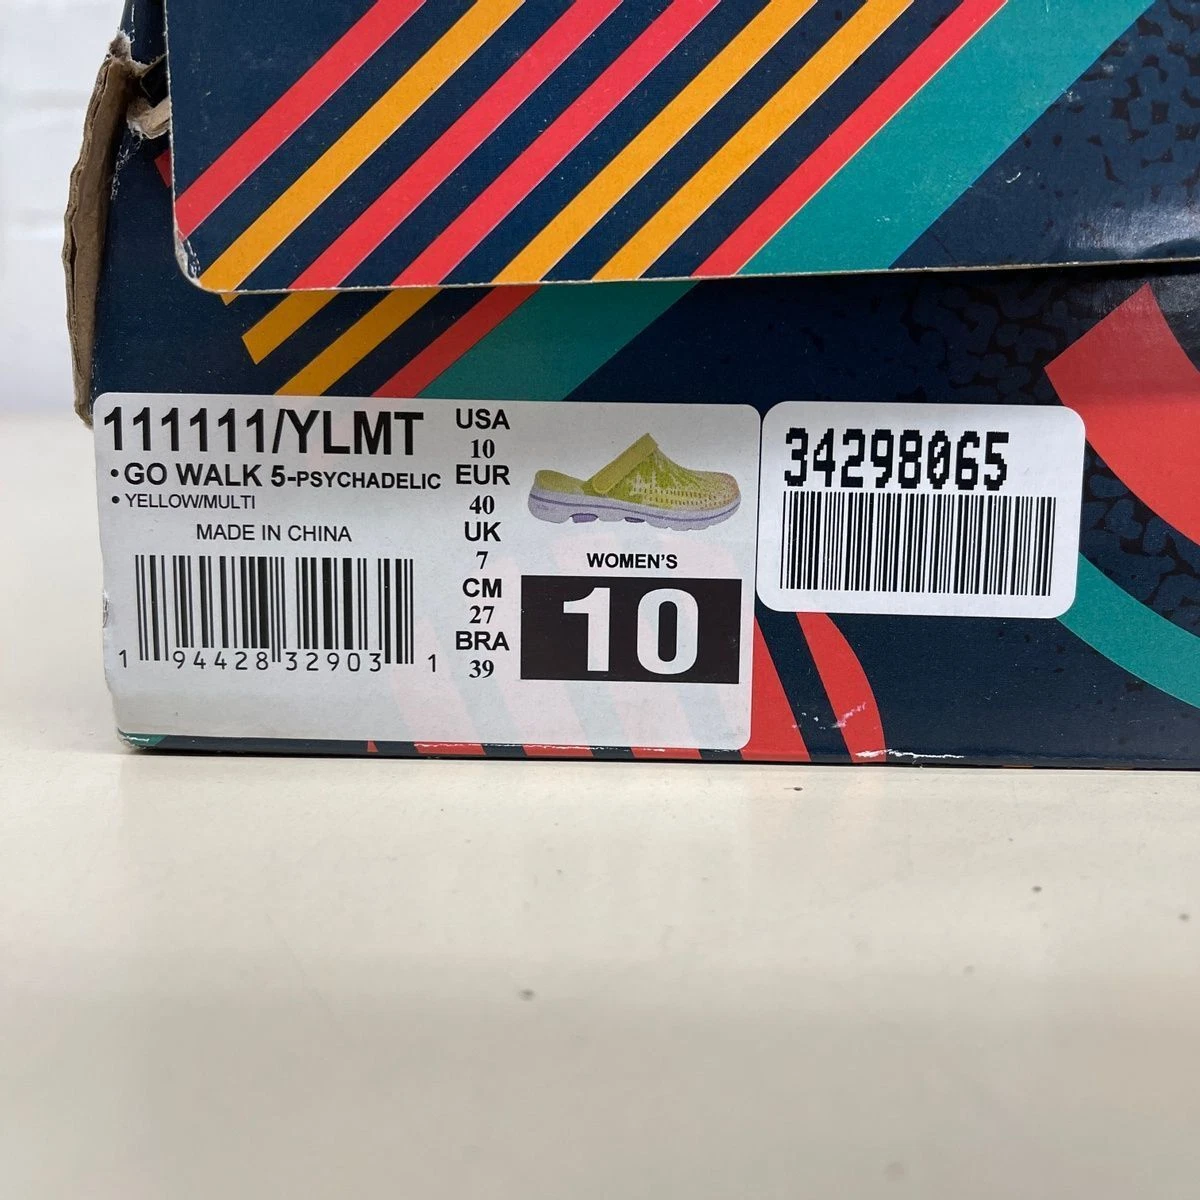 111111/YLMT
• GO WALK 5-PSYCHADELIC
• YELLOW/MULTI
MADE IN CHINA
1 94428 32903 1
USA
10
EUR
40
UK
7
CM
27
BRA
39
WOMEN'S
10
34298065